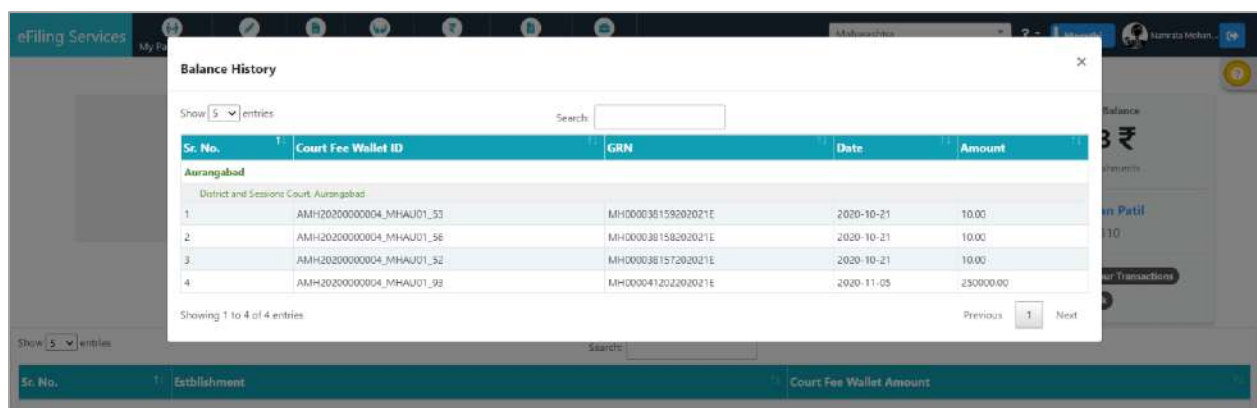 eFiling Services
My Pa
Maharashtra
? -
Balance History
×
Show 5 entries
Search:
Sr. No. Court Fee Wallet ID GRN Date Amount
Aurangabad
District and Sessions Court, Aurangabad
1 AMH20200000004_MHAU01_53 MH000038159202021E 2020-10-21 10.00
2 AMH20200000004_MHAU01_56 MH000038158202021E 2020-10-21 10.00
3 AMH20200000004_MHAU01_52 MH000038157202021E 2020-10-21 10.00
4 AMH20200000004_MHAU01_93 MH000041202202021E 2020-11-05 250000.00
Showing 1 to 4 of 4 entries
Previous 1 Next
Balance
3 ₹
an Patil
110
ur Transactions
Show 5 entries
Search:
Sr. No. Estblishment Court Fee Wallet Amount